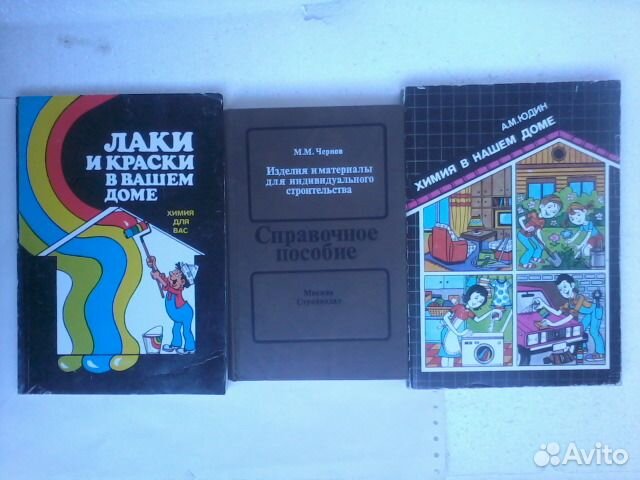 ЛАКИ
И КРАСКИ
В ВАШЕМ
ДОМЕ
ХИМИЯ
ДЛЯ
ВАС
М.М. Чернов
Изделия и материалы
для индивидуального
строительства
Справочное
пособие
Москва
Стройиздат
А.М. ЮДИН
ХИМИЯ В НАШЕМ ДОМЕ
Avito